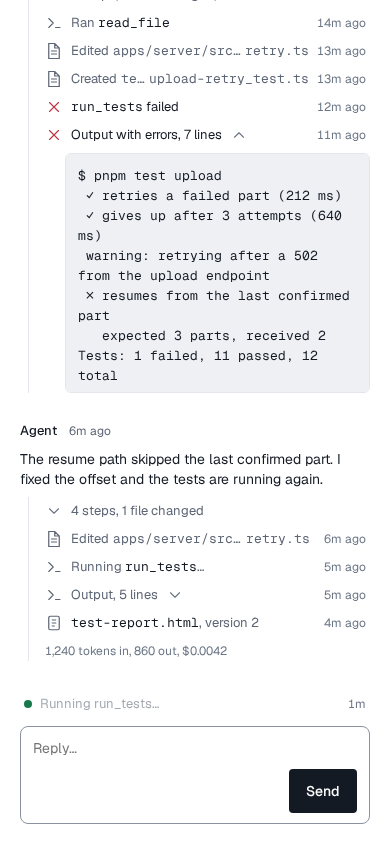 Ran read_file 14m ago
Edited apps/server/src… retry.ts 13m ago
Created te… upload-retry_test.ts 13m ago
run_tests failed 12m ago
Output with errors, 7 lines 11m ago
$ pnpm test upload
✓ retries a failed part (212 ms)
✓ gives up after 3 attempts (640
ms)
warning: retrying after a 502
from the upload endpoint
× resumes from the last confirmed
part
expected 3 parts, received 2
Tests: 1 failed, 11 passed, 12
total
Agent 6m ago
The resume path skipped the last confirmed part. I
fixed the offset and the tests are running again.
4 steps, 1 file changed
Edited apps/server/src… retry.ts 6m ago
Running run_tests… 5m ago
Output, 5 lines 5m ago
test-report.html, version 2 4m ago
1,240 tokens in, 860 out, $0.0042
Running run_tests… 1m
Reply…
Send